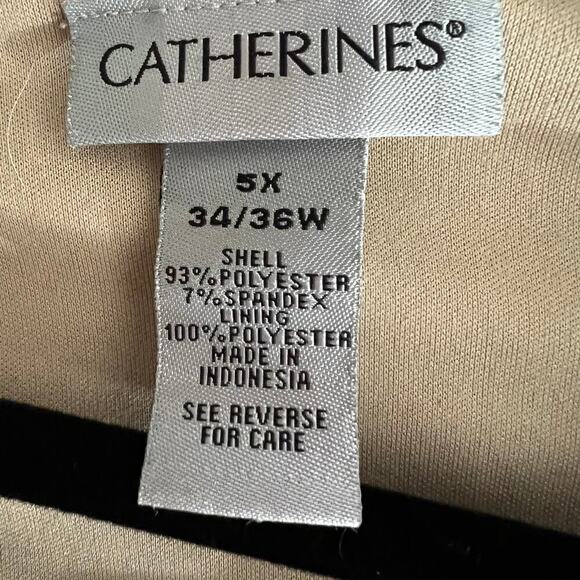 CATHERINES®
5X
34/36W
SHELL
93%POLYESTER
7%SPANDEX
LINING
100%POLYESTER
MADE IN
INDONESIA
SEE REVERSE
FOR CARE